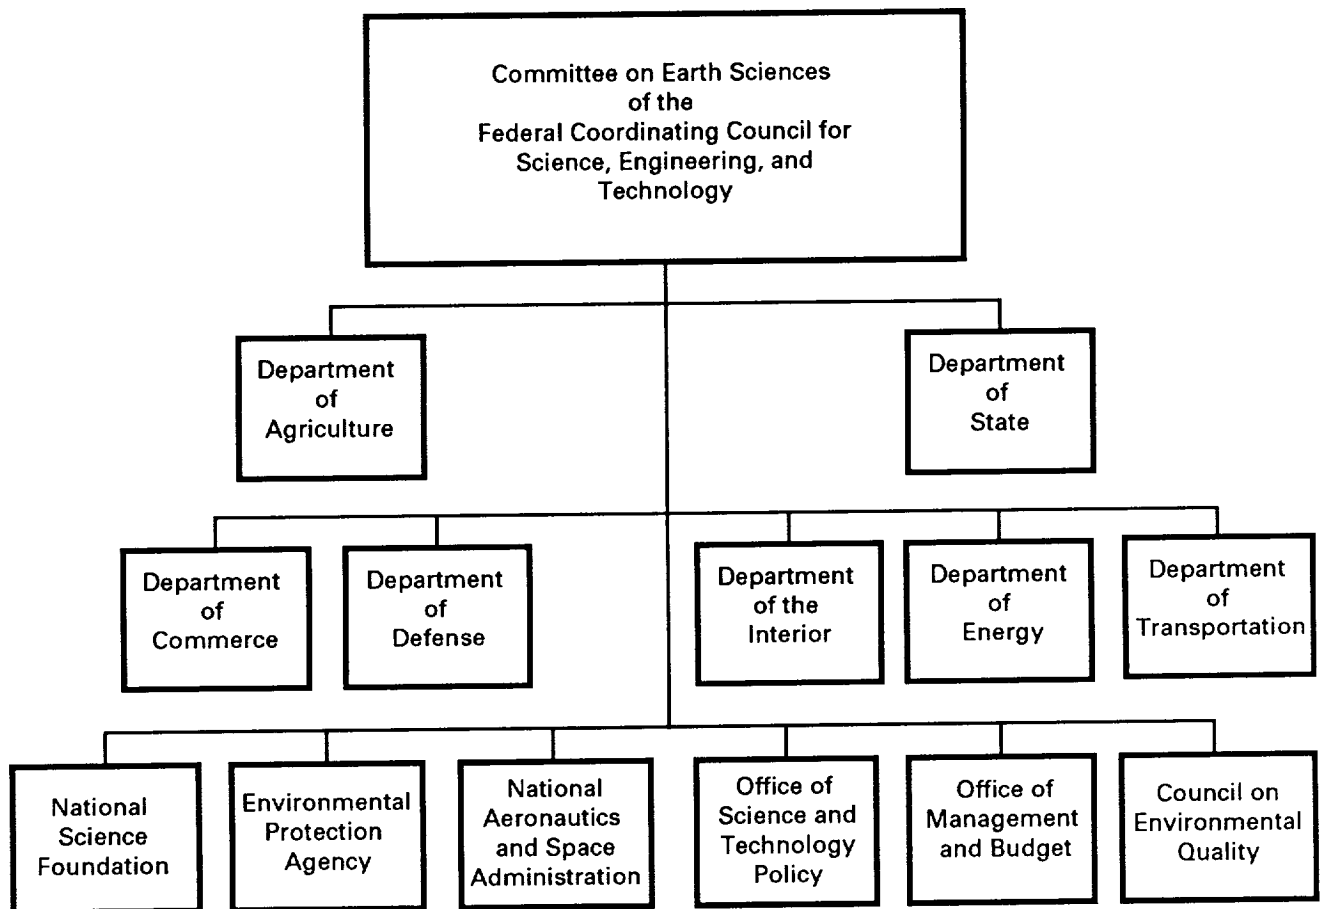 Committee on Earth Sciences
of the
Federal Coordinating Council for
Science, Engineering, and
Technology
Department
of
Agriculture
Department
of
State
Department
of
Commerce
Department
of
Defense
Department
of the
Interior
Department
of
Energy
Department
of
Transportation
National
Science
Foundation
Environmental
Protection
Agency
National
Aeronautics
and Space
Administration
Office of
Science and
Technology
Policy
Office of
Management
and Budget
Council on
Environmental
Quality